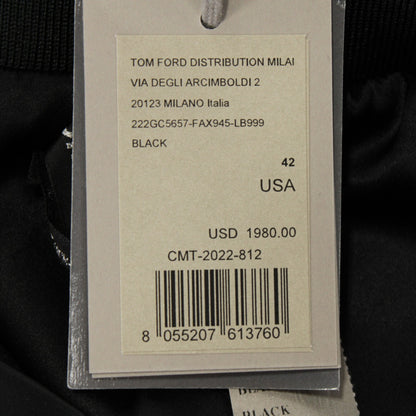 TOM FORD DISTRIBUTION MILAI
VIA DEGLI ARCIMBOLDI 2
20123 MILANO Italia
222GC5657-FAX945-LB999
BLACK
42
USA
USD 1980.00
CMT-2022-812
8 055207 613760
BLACK
BLACK